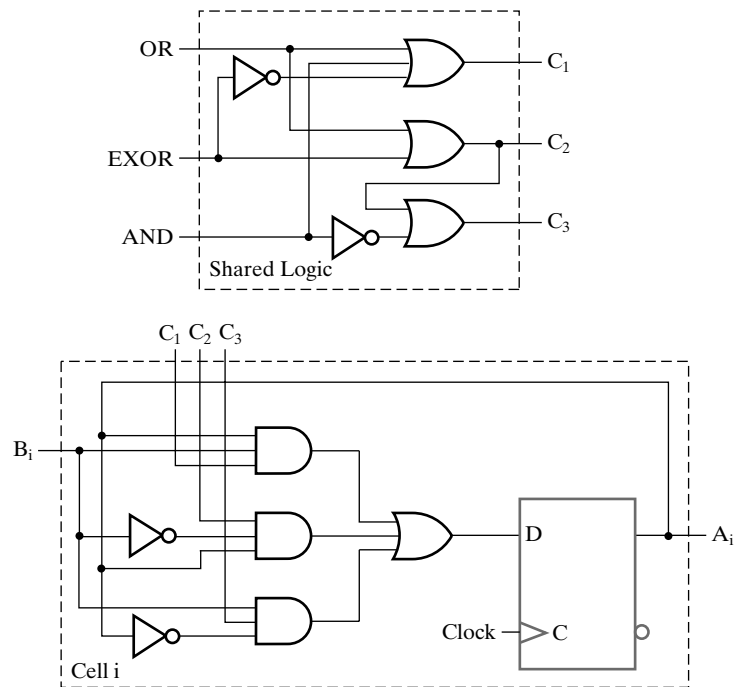 OR
C₁
EXOR
C₂
AND
C₃
Shared Logic
C₁ C₂ C₃
Bᵢ
D
Aᵢ
Clock
C
Cell i